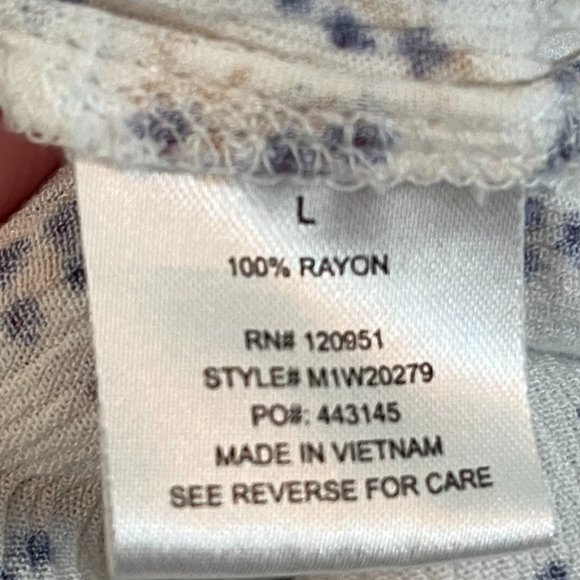 L
100% RAYON
RN# 120951
STYLE# M1W20279
PO#: 443145
MADE IN VIETNAM
SEE REVERSE FOR CARE